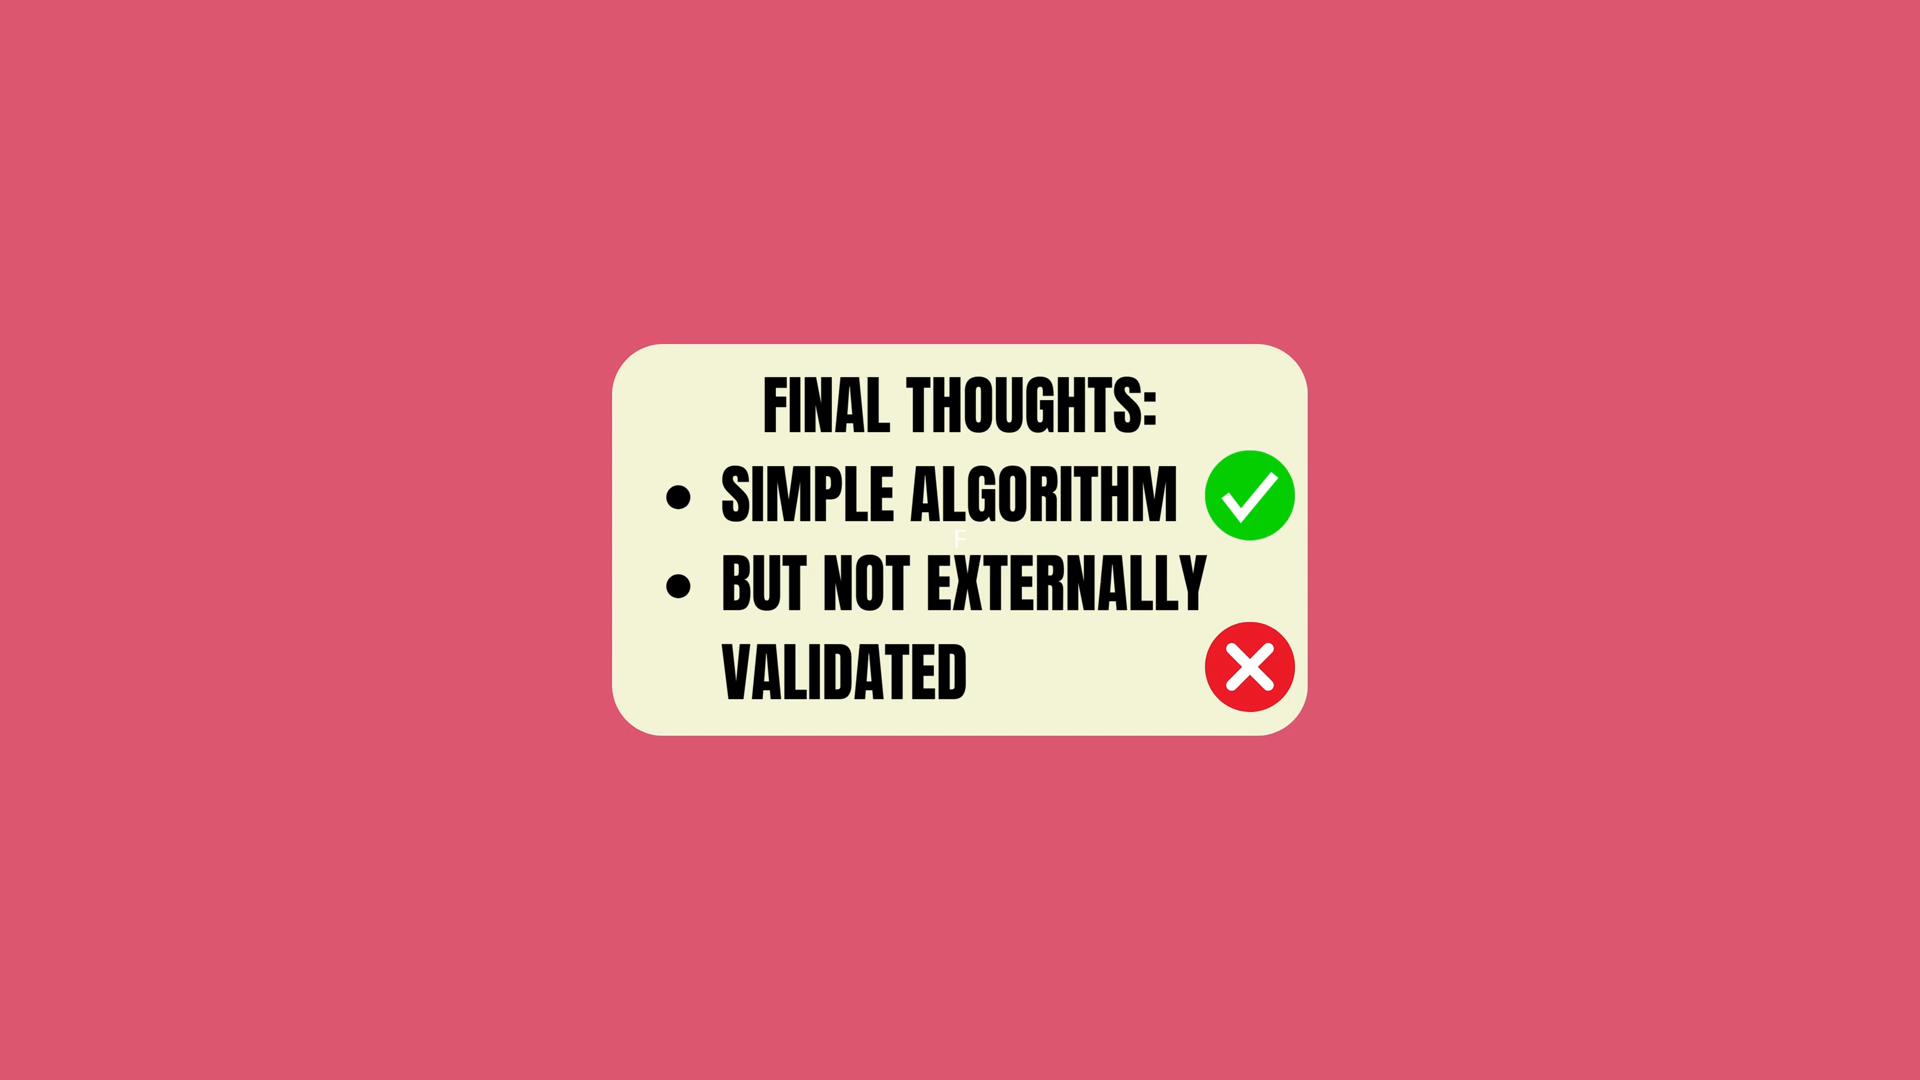 FINAL THOUGHTS:
• SIMPLE ALGORITHM
F
• BUT NOT EXTERNALLY
VALIDATED